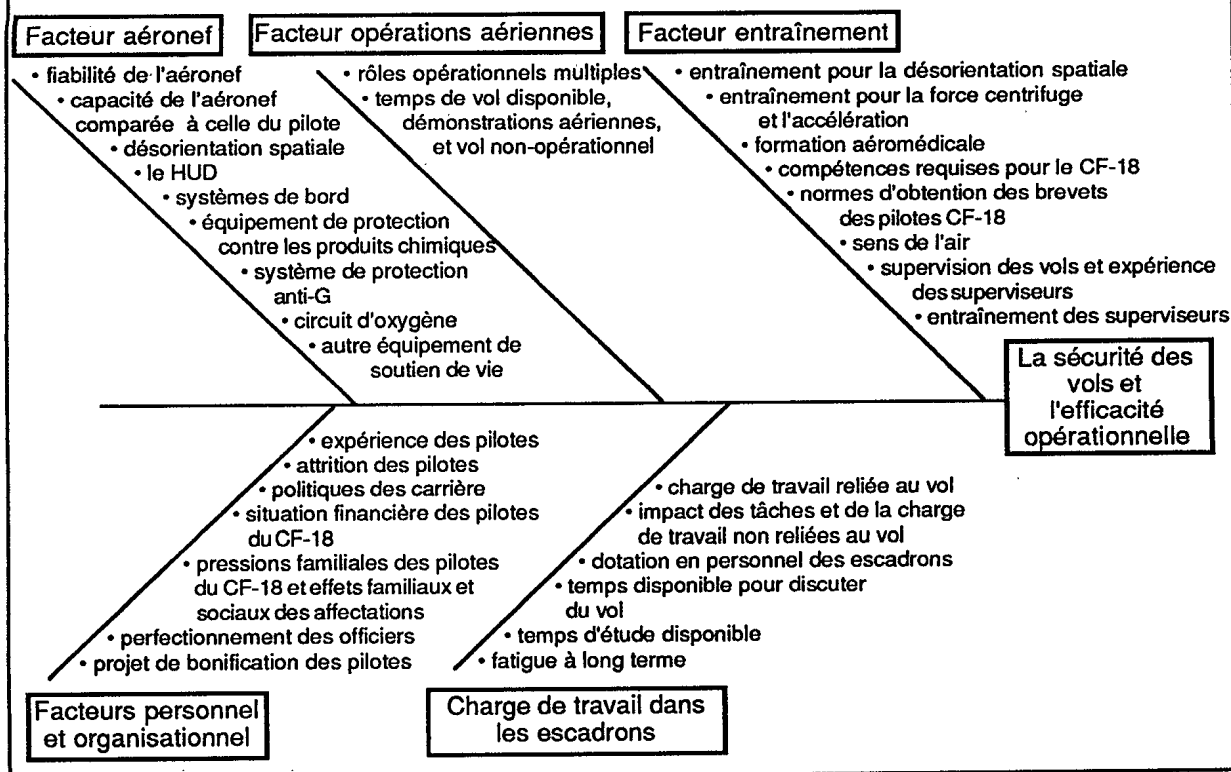 Facteur aéronef
• fiabilité de l'aéronef
• capacité de l'aéronef
comparée à celle du pilote
• désorientation spatiale
• le HUD
• systèmes de bord
• équipement de protection
contre les produits chimiques
• système de protection
anti-G
• circuit d'oxygène
• autre équipement de
soutien de vie
Facteur opérations aériennes
• rôles opérationnels multiples
• temps de vol disponible,
démonstrations aériennes,
et vol non-opérationnel
Facteur entraînement
• entraînement pour la désorientation spatiale
• entraînement pour la force centrifuge
et l'accélération
• formation aéromédicale
• compétences requises pour le CF-18
• normes d'obtention des brevets
des pilotes CF-18
• sens de l'air
• supervision des vols et expérience
des superviseurs
• entraînement des superviseurs
La sécurité des
vols et
l'efficacité
opérationnelle
• expérience des pilotes
• attrition des pilotes
• politiques des carrière
• situation financière des pilotes
du CF-18
• pressions familiales des pilotes
du CF-18 et effets familiaux et
sociaux des affectations
• perfectionnement des officiers
• projet de bonification des pilotes
Facteurs personnel
et organisationnel
• charge de travail reliée au vol
• impact des tâches et de la charge
de travail non reliées au vol
• dotation en personnel des escadrons
• temps disponible pour discuter
du vol
• temps d'étude disponible
• fatigue à long terme
Charge de travail dans
les escadrons